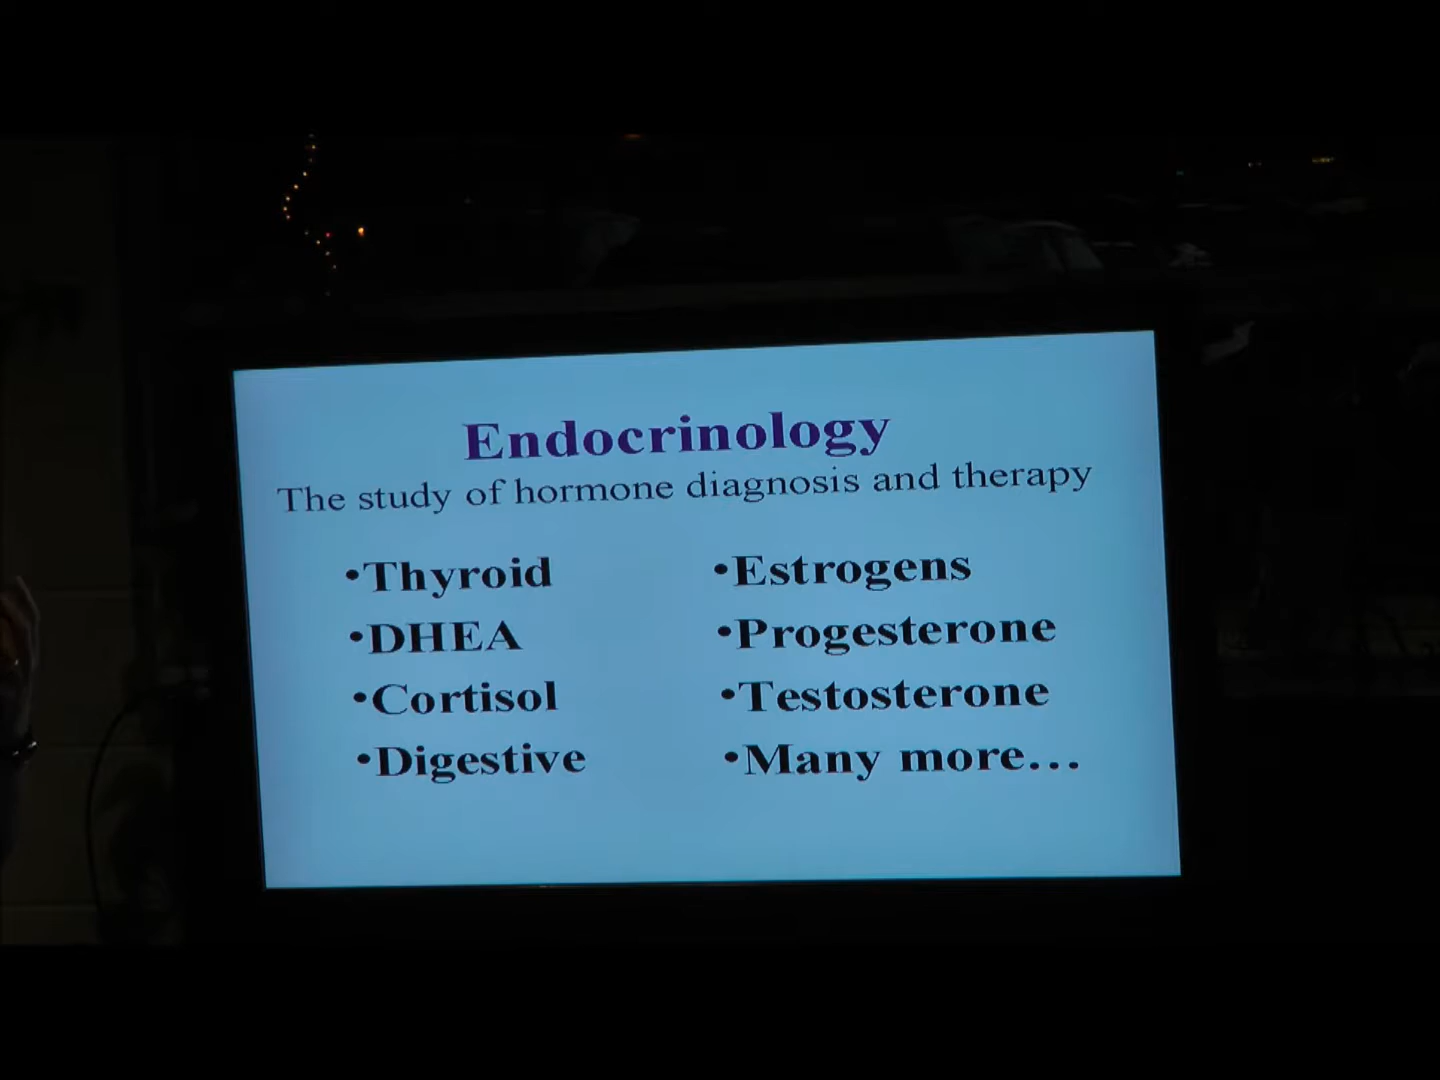 Endocrinology
The study of hormone diagnosis and therapy
•Thyroid
•DHEA
•Cortisol
•Digestive
•Estrogens
•Progesterone
•Testosterone
•Many more…